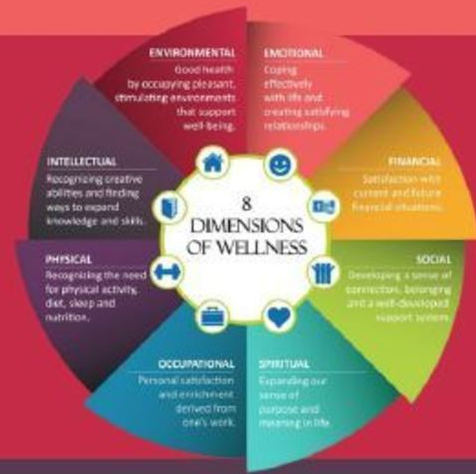 8
DIMENSIONS
OF WELLNESS
EMOTIONAL
Coping
effectively
with life and
creating satisfying
relationships.
FINANCIAL
Satisfaction with
current and future
financial situations.
SOCIAL
Developing a sense of
connection, belonging
and a well-developed
support system.
SPIRITUAL
Expanding our
sense of
purpose and
meaning in life.
OCCUPATIONAL
Personal satisfaction
and enrichment
derived from
one's work.
PHYSICAL
Recognizing the need
for physical activity,
diet, sleep and
nutrition.
INTELLECTUAL
Recognizing creative
abilities and finding
ways to expand
knowledge and skills.
ENVIRONMENTAL
Good health
by occupying pleasant,
stimulating environments
that support
well-being.